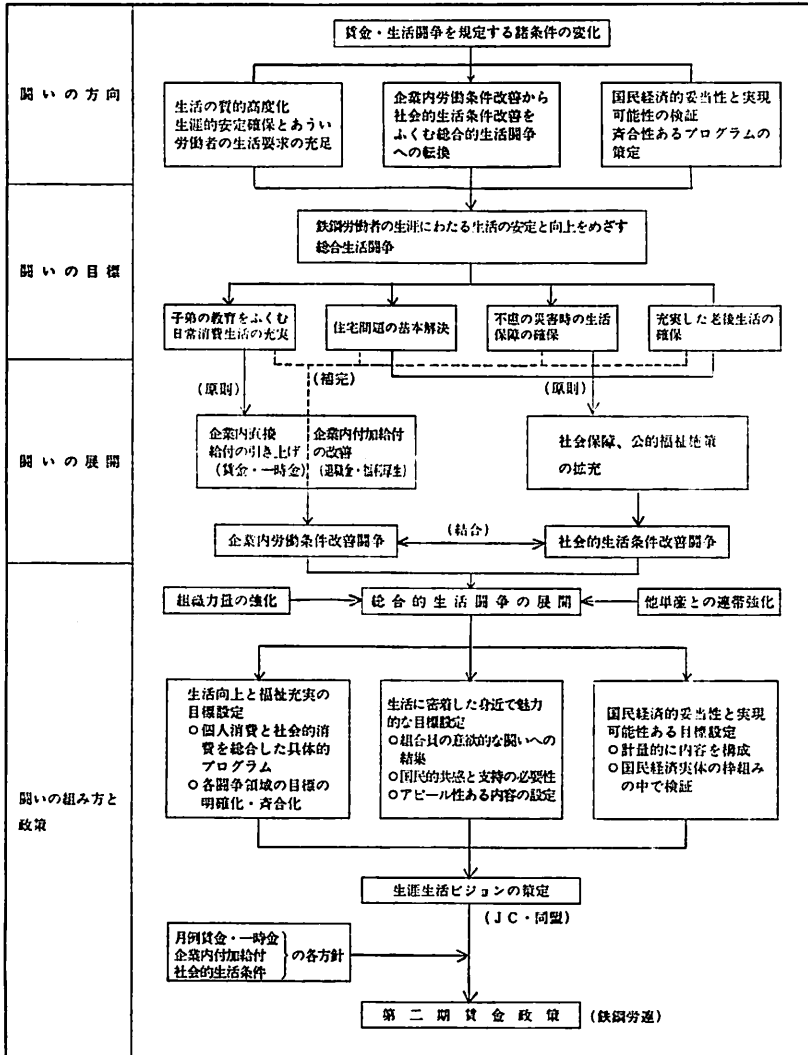 賃金・生活闘争を規定する諸条件の変化
闘いの方向
生活の質的高度化
生涯的安定確保とあうい
労働者の生活要求の充足
企業内労働条件改善から
社会的生活条件改善を
ふくむ総合的生活闘争
への転換
国民経済的妥当性と実現
可能性の検証
斉合性あるプログラムの
策定
闘いの目標
鉄鋼労働者の生涯にわたる生活の安定と向上をめざす
総合生活闘争
子弟の教育をふくむ
日常消費生活の充実
住宅問題の基本解決
不慮の災害時の生活
保障の確保
充実した老後生活の
確保
闘いの展開
(原則)
(補完)
(原則)
企業内直接
給付の引き上げ
(賃金・一時金)
企業内付加給付
の改善
(退職金・福利厚生)
社会保障、公的福祉施策
の拡充
企業内労働条件改善闘争
(結合)
社会的生活条件改善闘争
闘いの組み方と
政策
組織力量の強化
総合的生活闘争の展開
他単産との連帯強化
生活向上と福祉充実の
目標設定
○個人消費と社会的消
費を総合した具体的
プログラム
○各闘争領域の目標の
明確化・斉合化
生活に密着した身近で魅力
的な目標設定
○組合員の意欲的な闘いへの
結集
○国民的共感と支持の必要性
○アピール性ある内容の設定
国民経済的妥当性と実現
可能性ある目標設定
○計量的に内容を構成
○国民経済実体の枠組み
の中で検証
生涯生活ビジョンの策定
(JC・同盟)
月例賃金・一時金
企業内付加給付
社会的生活条件
の各方針
第二期賃金政策
(鉄鋼労連)